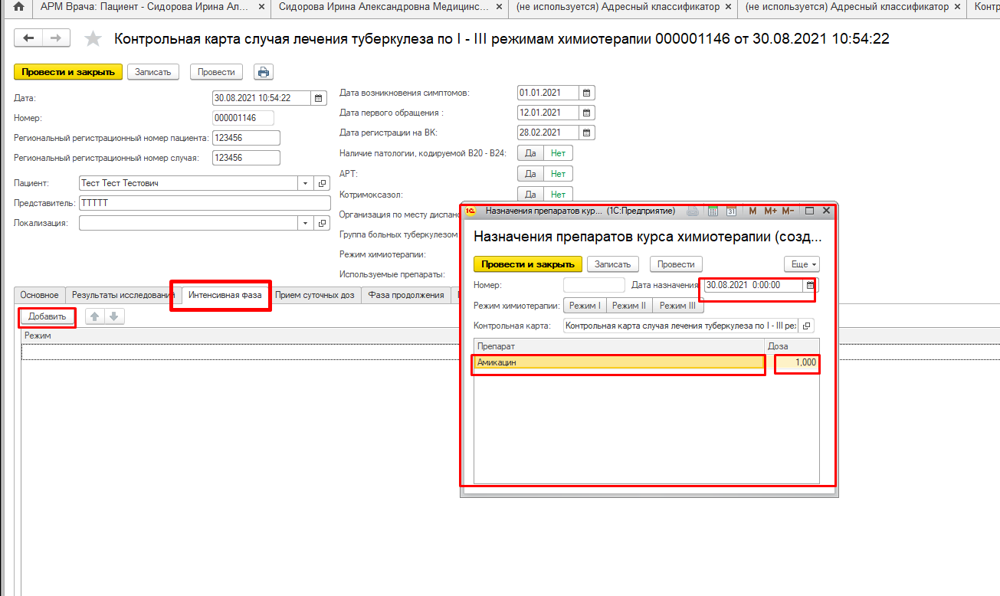 АРМ Врача: Пациент - Сидорова Ирина Ал... × Сидорова Ирина Александровна Медицинс... × (не используется) Адресный классификатор × (не используется) Адресный классификатор × Контр
Контрольная карта случая лечения туберкулеза по I - III режимам химиотерапии 000001146 от 30.08.2021 10:54:22
Провести и закрыть Записать Провести
Дата: 30.08.2021 10:54:22
Номер: 000001146
Региональный регистрационный номер пациента: 123456
Региональный регистрационный номер случая: 123456
Пациент: Тест Тест Тестович
Представитель: ТТТТТ
Локализация:
Дата возникновения симптомов: 01.01.2021
Дата первого обращения : 12.01.2021
Дата регистрации на ВК: 28.02.2021
Наличие патологии, кодируемой В20 - В24: Да Нет
АРТ: Да Нет
Котримоксазол: Да Нет
Организация по месту диспанс
Группа больных туберкулезом
Режим химиотерапии:
Используемые препараты:
Основное Результаты исследований Интенсивная фаза Прием суточных доз Фаза продолжения
Добавить
Режим
1С Назначения препаратов кур... (1С:Предприятие) 31 M M+ M-
Назначения препаратов курса химиотерапии (созд...
Провести и закрыть Записать Провести Еще
Номер: Дата назначения 30.08.2021 0:00:00
Режим химиотерапии: Режим I Режим II Режим III
Контрольная карта: Контрольная карта случая лечения туберкулеза по I - III ре
Препарат Доза
Амикацин 1,000